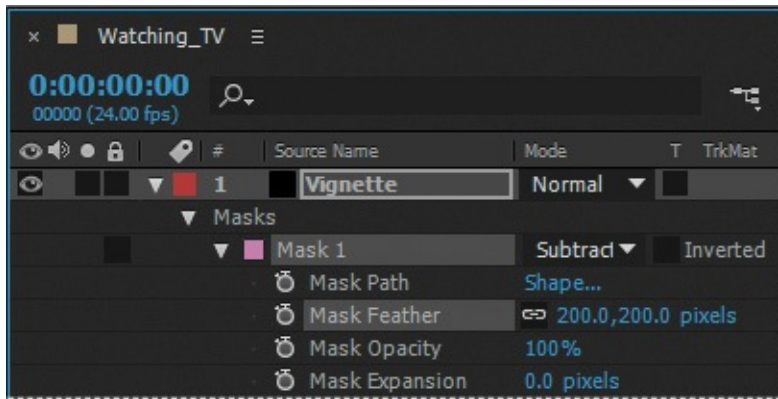 × Watching_TV
0:00:00:00
00000 (24.00 fps)
# Source Name Mode T TrkMat
1 Vignette Normal
Masks
Mask 1 Subtract Inverted
Mask Path Shape...
Mask Feather 200.0,200.0 pixels
Mask Opacity 100%
Mask Expansion 0.0 pixels